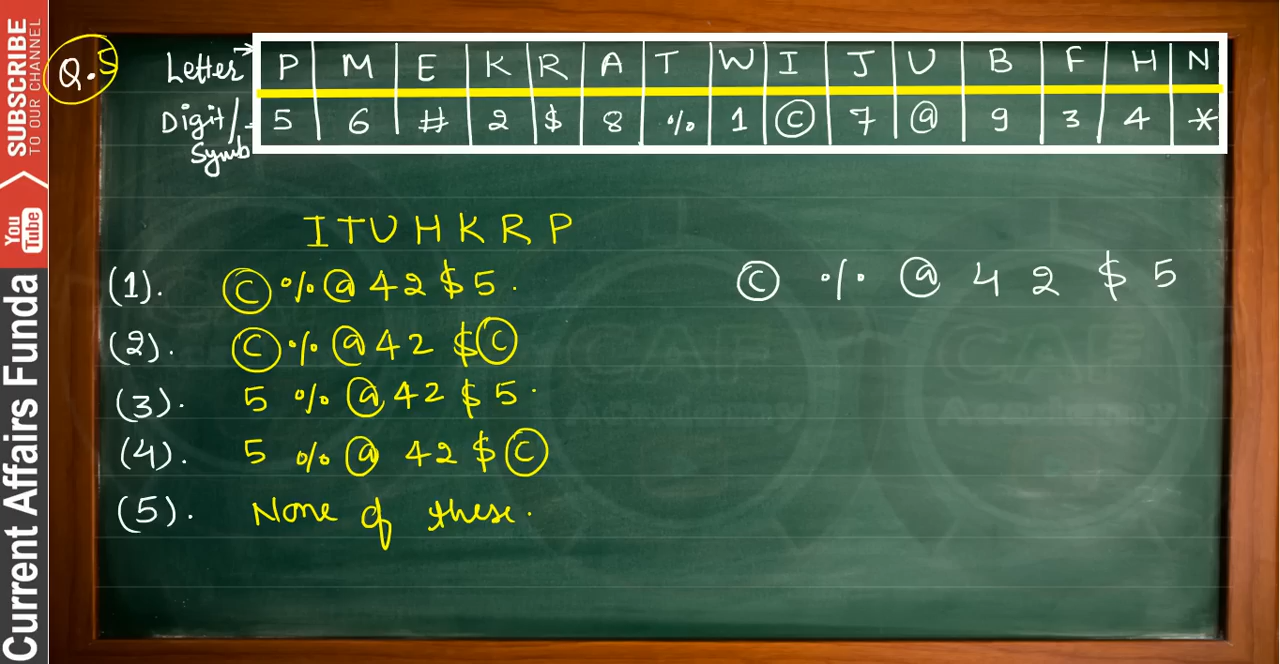 SUBSCRIBE
TO OUR CHANNEL
You Tube
Current Affairs Funda
Q.5
Letter → P M E K R A T W I J U B F H N
Digit/ Symb → 5 6 # 2 $ 8 % 1 © 7 @ 9 3 4 *
ITUHKRP
(1). ©%@42$5. © % @ 4 2 $ 5
(2). ©%@42$©
(3). 5%@42$5.
(4). 5%@42$©
(5). None of these.
CAF CAF